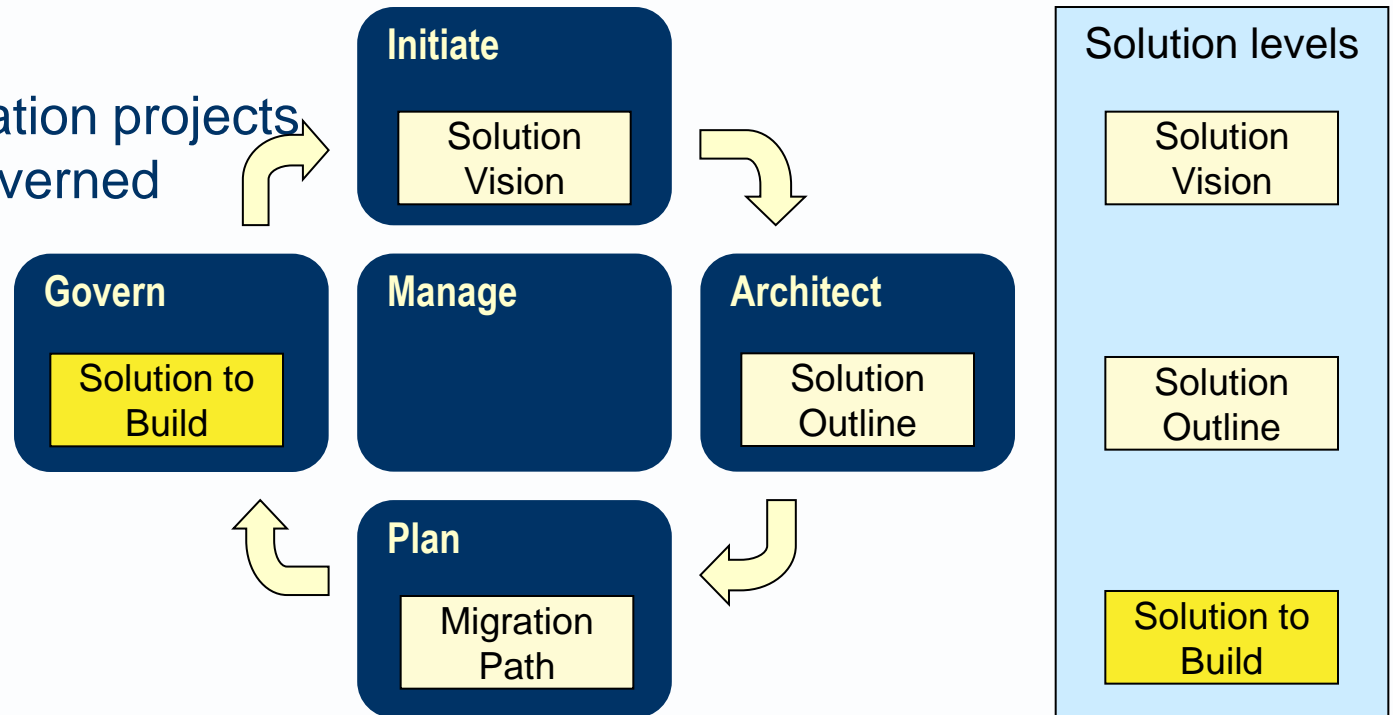 Initiate
Solution
Vision
ation projects
verned
Govern
Solution to
Build
Manage
Architect
Solution
Outline
Plan
Migration
Path
Solution levels
Solution
Vision
Solution
Outline
Solution to
Build